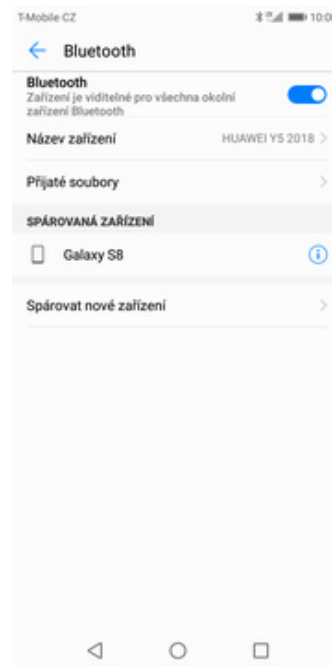 T-Mobile CZ 10:00
Bluetooth
Bluetooth
Zařízení je viditelné pro všechna okolní
zařízení Bluetooth
Název zařízení HUAWEI Y5 2018
Přijaté soubory
SPÁROVANÁ ZAŘÍZENÍ
Galaxy S8
Spárovat nové zařízení